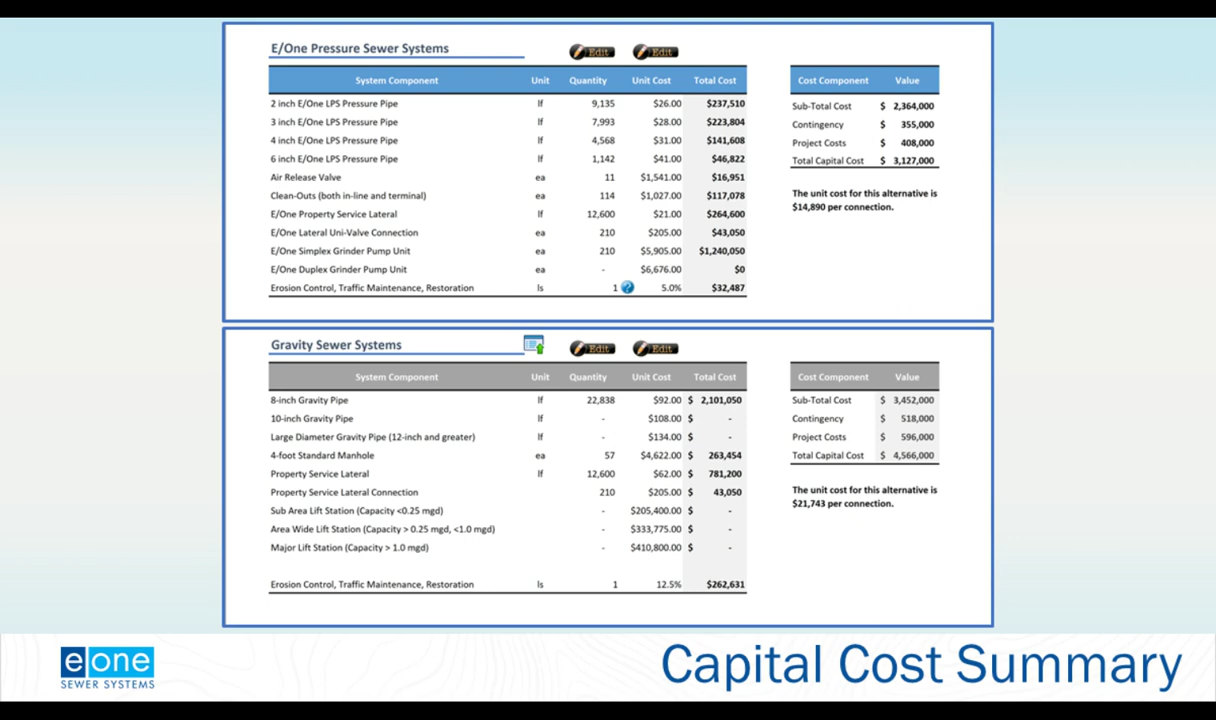 E/One Pressure Sewer Systems
Edit Edit
System Component Unit Quantity Unit Cost Total Cost
2 inch E/One LPS Pressure Pipe lf 9,135 $26.00 $237,510
3 inch E/One LPS Pressure Pipe lf 7,993 $28.00 $223,804
4 inch E/One LPS Pressure Pipe lf 4,568 $31.00 $141,608
6 inch E/One LPS Pressure Pipe lf 1,142 $41.00 $46,822
Air Release Valve ea 11 $1,541.00 $16,951
Clean-Outs (both in-line and terminal) ea 114 $1,027.00 $117,078
E/One Property Service Lateral lf 12,600 $21.00 $264,600
E/One Lateral Uni-Valve Connection ea 210 $205.00 $43,050
E/One Simplex Grinder Pump Unit ea 210 $5,905.00 $1,240,050
E/One Duplex Grinder Pump Unit ea - $6,676.00 $0
Erosion Control, Traffic Maintenance, Restoration ls 1 ? 5.0% $32,487
Cost Component Value
Sub-Total Cost $ 2,364,000
Contingency $ 355,000
Project Costs $ 408,000
Total Capital Cost $ 3,127,000
The unit cost for this alternative is
$14,890 per connection.
Gravity Sewer Systems
Edit Edit
System Component Unit Quantity Unit Cost Total Cost
8-inch Gravity Pipe lf 22,838 $92.00 $ 2,101,050
10-inch Gravity Pipe lf - $108.00 $ -
Large Diameter Gravity Pipe (12-inch and greater) lf - $134.00 $ -
4-foot Standard Manhole ea 57 $4,622.00 $ 263,454
Property Service Lateral lf 12,600 $62.00 $ 781,200
Property Service Lateral Connection 210 $205.00 $ 43,050
Sub Area Lift Station (Capacity <0.25 mgd) - $205,400.00 $ -
Area Wide Lift Station (Capacity > 0.25 mgd, <1.0 mgd) - $333,775.00 $ -
Major Lift Station (Capacity > 1.0 mgd) - $410,800.00 $ -
Erosion Control, Traffic Maintenance, Restoration ls 1 12.5% $262,631
Cost Component Value
Sub-Total Cost $ 3,452,000
Contingency $ 518,000
Project Costs $ 596,000
Total Capital Cost $ 4,566,000
The unit cost for this alternative is
$21,743 per connection.
e one
SEWER SYSTEMS
Capital Cost Summary